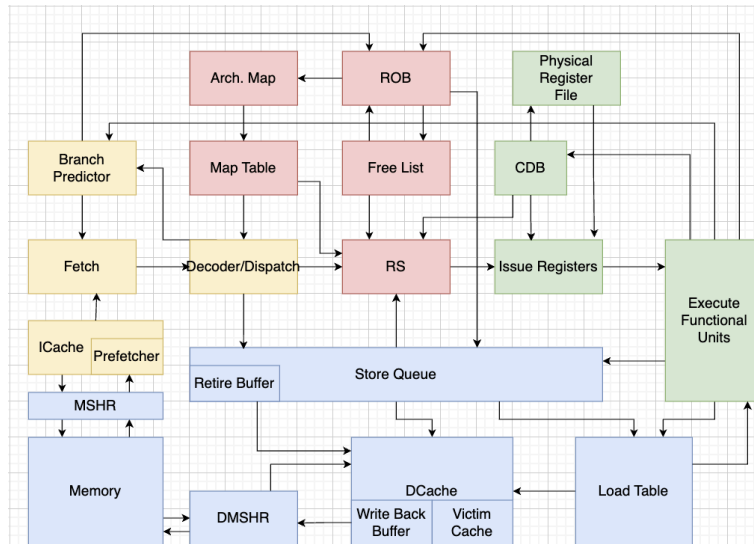 Arch. Map
ROB
Physical
Register
File
Branch
Predictor
Map Table
Free List
CDB
Fetch
Decoder/Dispatch
RS
Issue Registers
Execute
Functional
Units
ICache
Prefetcher
Store Queue
Retire Buffer
MSHR
Memory
DMSHR
DCache
Write Back
Buffer
Victim
Cache
Load Table